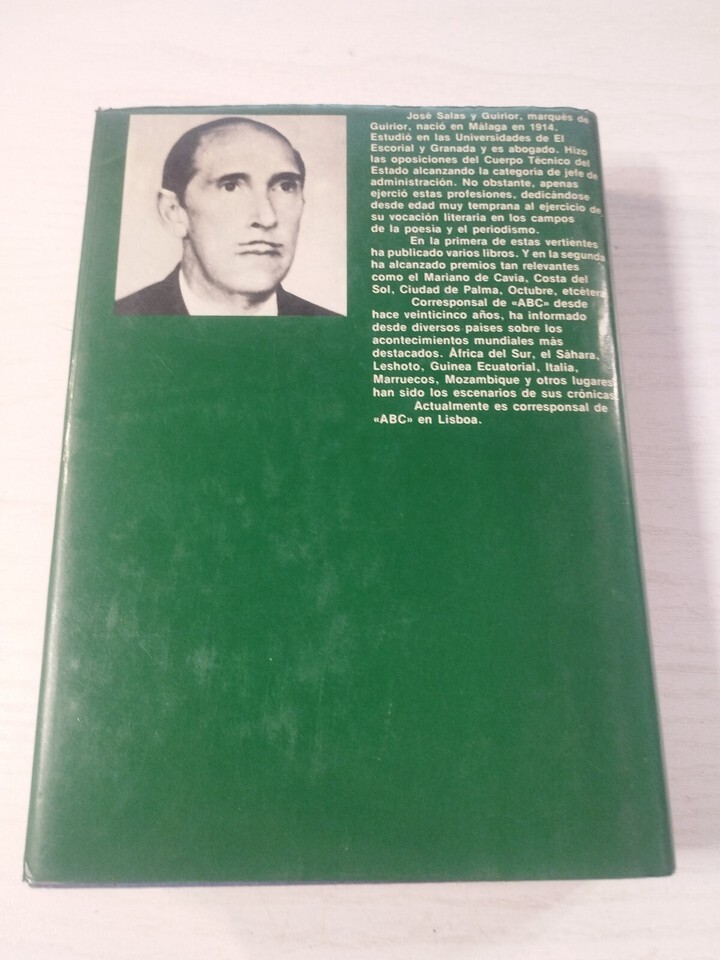 José Salas y Guirior, marqués de
Guirior, nació en Málaga en 1914.
Estudió en las Universidades de El
Escorial y Granada y es abogado. Hizo
las oposiciones del Cuerpo Técnico del
Estado alcanzando la categoría de jefe de
administración. No obstante, apenas
ejerció estas profesiones, dedicándose
desde edad muy temprana al ejercicio de
su vocación literaria en los campos
de la poesía y el periodismo.
En la primera de estas vertientes
ha publicado varios libros. Y en la segunda
ha alcanzado premios tan relevantes
como el Mariano de Cavia, Costa del
Sol, Ciudad de Palma, Octubre, etcétera.
Corresponsal de «ABC» desde
hace veinticinco años, ha informado
desde diversos países sobre los
acontecimientos mundiales más
destacados. África del Sur, el Sáhara,
Leshoto, Guinea Ecuatorial, Italia,
Marruecos, Mozambique y otros lugares
han sido los escenarios de sus crónicas.
Actualmente es corresponsal de
«ABC» en Lisboa.